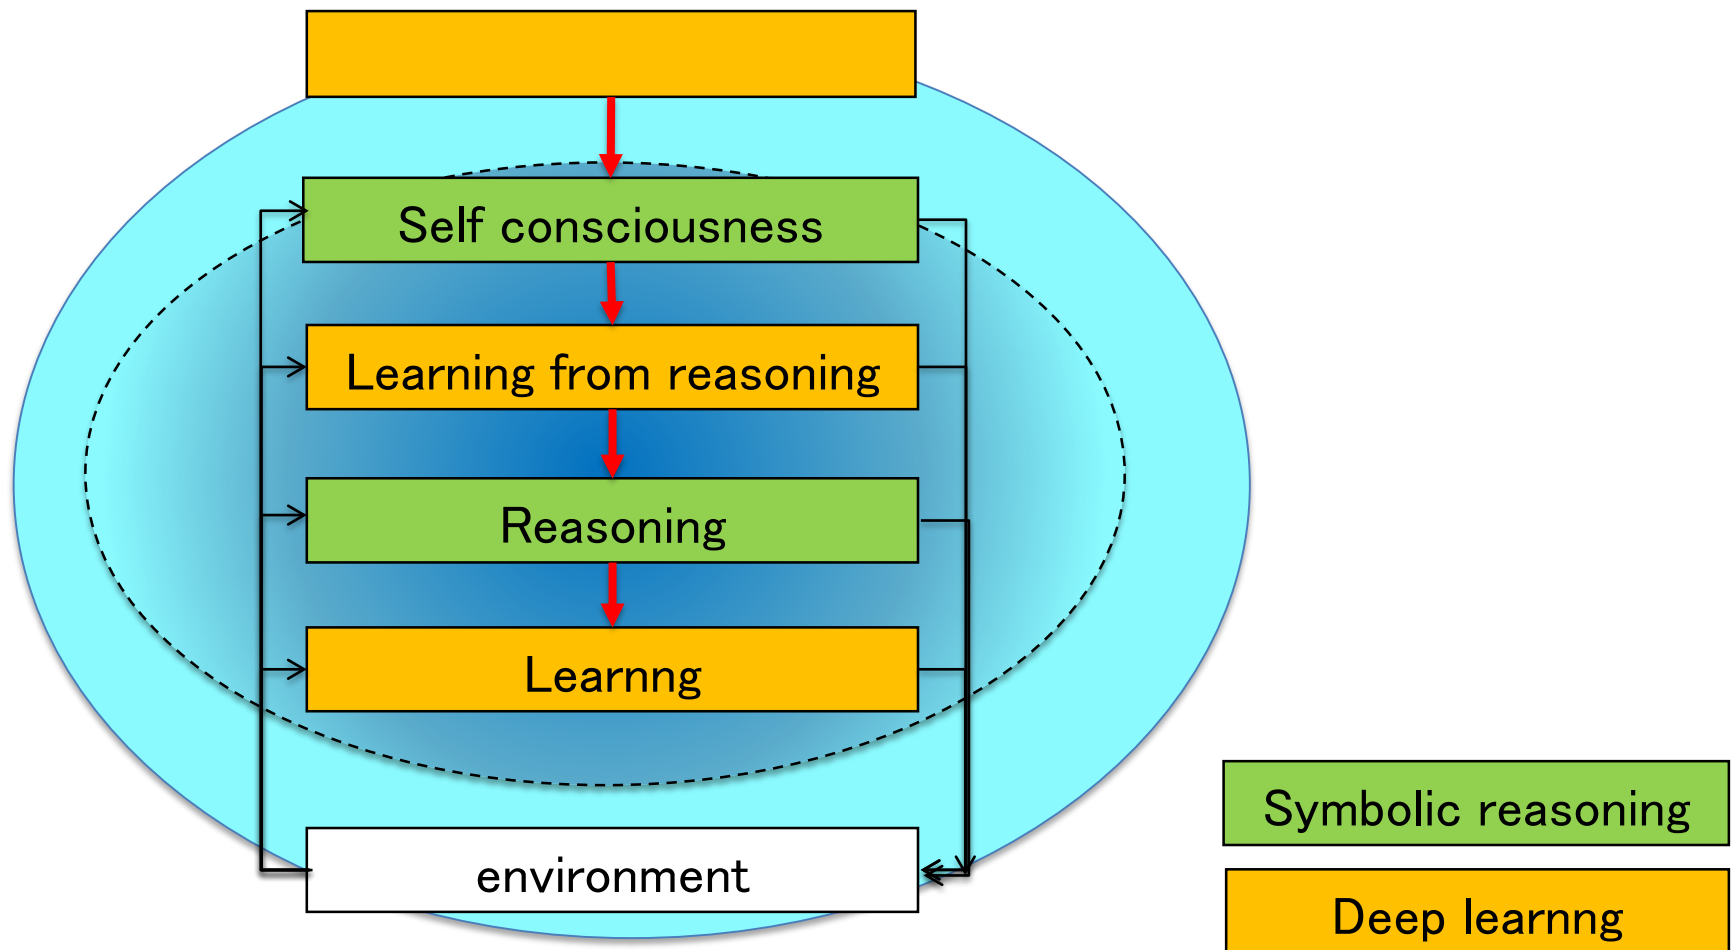 Self consciousness
Learning from reasoning
Reasoning
Learnng
environment
Symbolic reasoning
Deep learnng